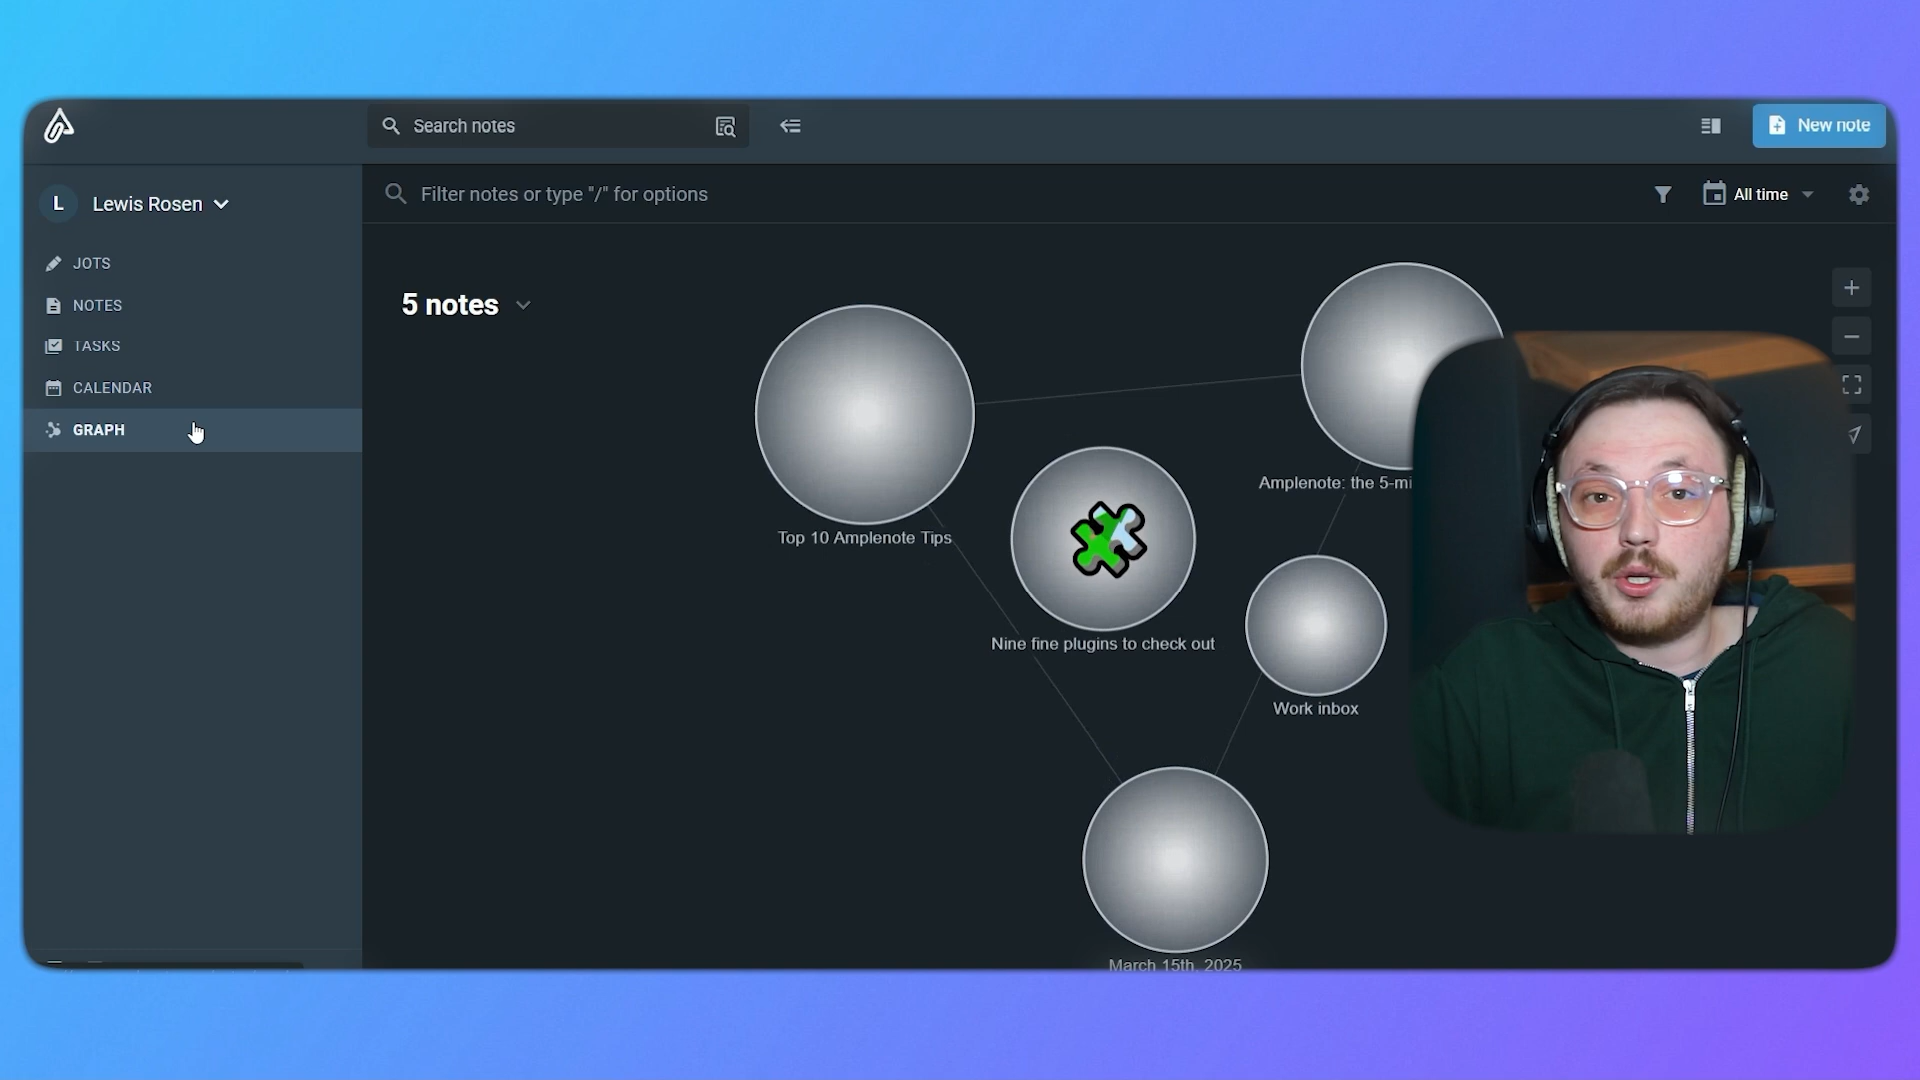 Search notes
New note
L
Lewis Rosen
Filter notes or type "/" for options
All time
JOTS
NOTES
TASKS
CALENDAR
GRAPH
5 notes
Amplenote: the 5-mi
Top 10 Amplenote Tips
Nine fine plugins to check out
Work inbox
March 15th, 2025